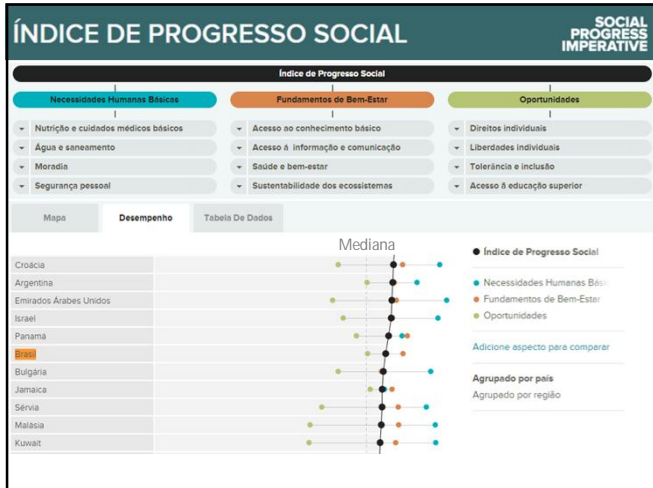 ÍNDICE DE PROGRESSO SOCIAL
SOCIAL
PROGRESS
IMPERATIVE
Índice de Progresso Social
Necessidades Humanas Básicas
Fundamentos de Bem-Estar
Oportunidades
Nutrição e cuidados médicos básicos
Acesso ao conhecimento básico
Direitos individuais
Água e saneamento
Acesso á informação e comunicação
Liberdades individuais
Moradia
Saúde e bem-estar
Tolerância e inclusão
Segurança pessoal
Sustentabilidade dos ecossistemas
Acesso â educação superior
Mapa
Desempenho
Tabela De Dados
Mediana
Croácia
Argentina
Emirados Árabes Unidos
Israel
Panamá
Brasil
Bulgária
Jamaica
Sérvia
Malásia
Kuwait
Índice de Progresso Social
Necessidades Humanas Bási
Fundamentos de Bem-Estar
Oportunidades
Adicione aspecto para comparar
Agrupado por país
Agrupado por região